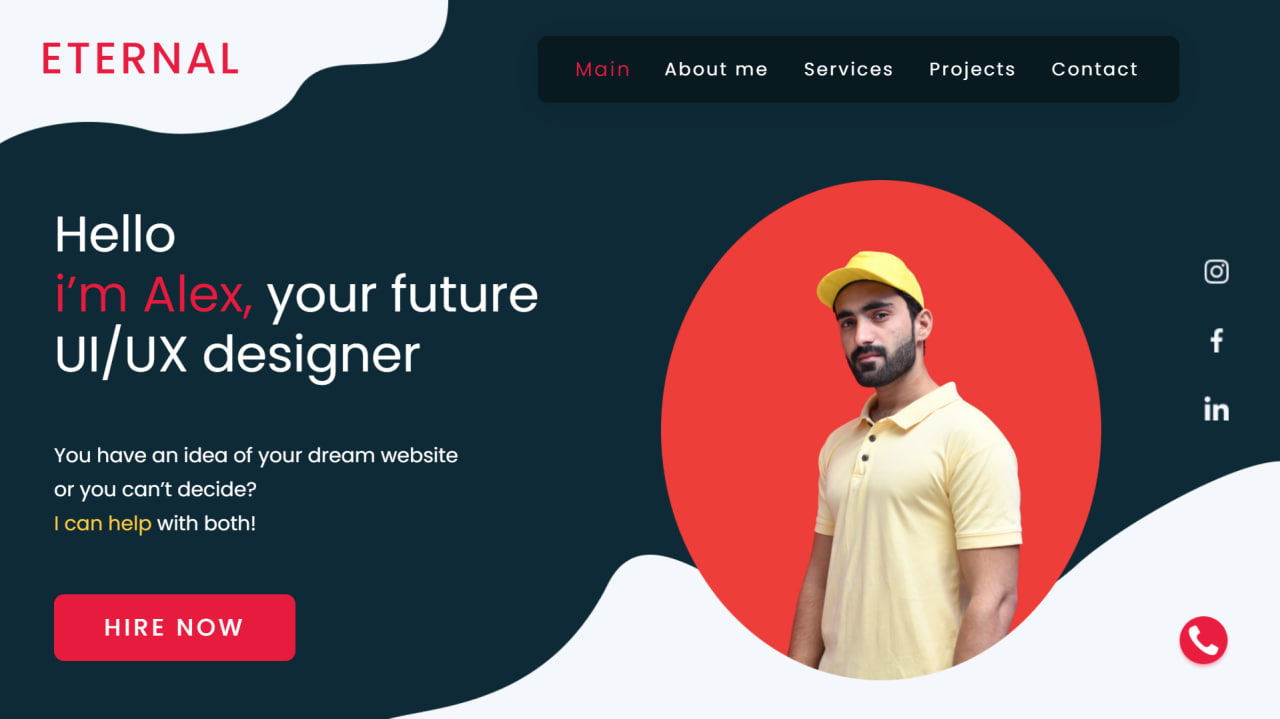 ETERNAL
Main About me Services Projects Contact
Hello
i’m Alex, your future
UI/UX designer
You have an idea of your dream website
or you can’t decide?
I can help with both!
HIRE NOW